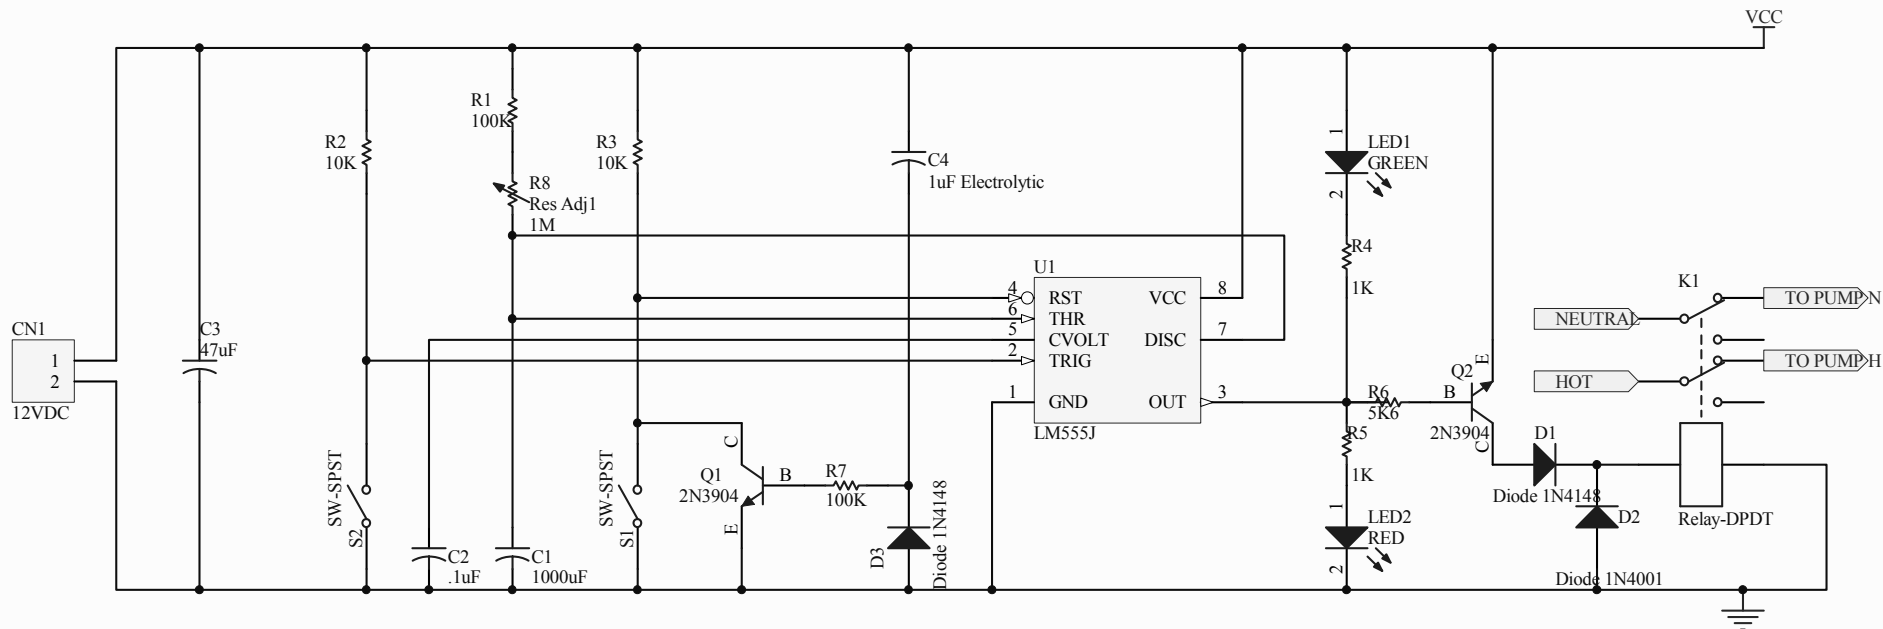 VCC
R1
100K
R2
10K
R3
10K
R8
Res Adj1
1M
C4
1uF Electrolytic
1
LED1
GREEN
2
R4
1K
U1
4
RST
VCC
8
6
THR
5
CVOLT
DISC
7
2
TRIG
1
GND
OUT
3
LM555J
CN1
1
2
12VDC
C3
47uF
K1
TO PUMP N
NEUTRAL
TO PUMP H
HOT
R6
5K6
B
Q2
E
2N3904
C
R5
1K
D1
Diode 1N4148
D2
Relay-DPDT
Diode 1N4001
SW-SPST
S2
SW-SPST
S1
C
Q1
2N3904
B
E
R7
100K
D3
Diode 1N4148
1
LED2
RED
2
C2
.1uF
C1
1000uF